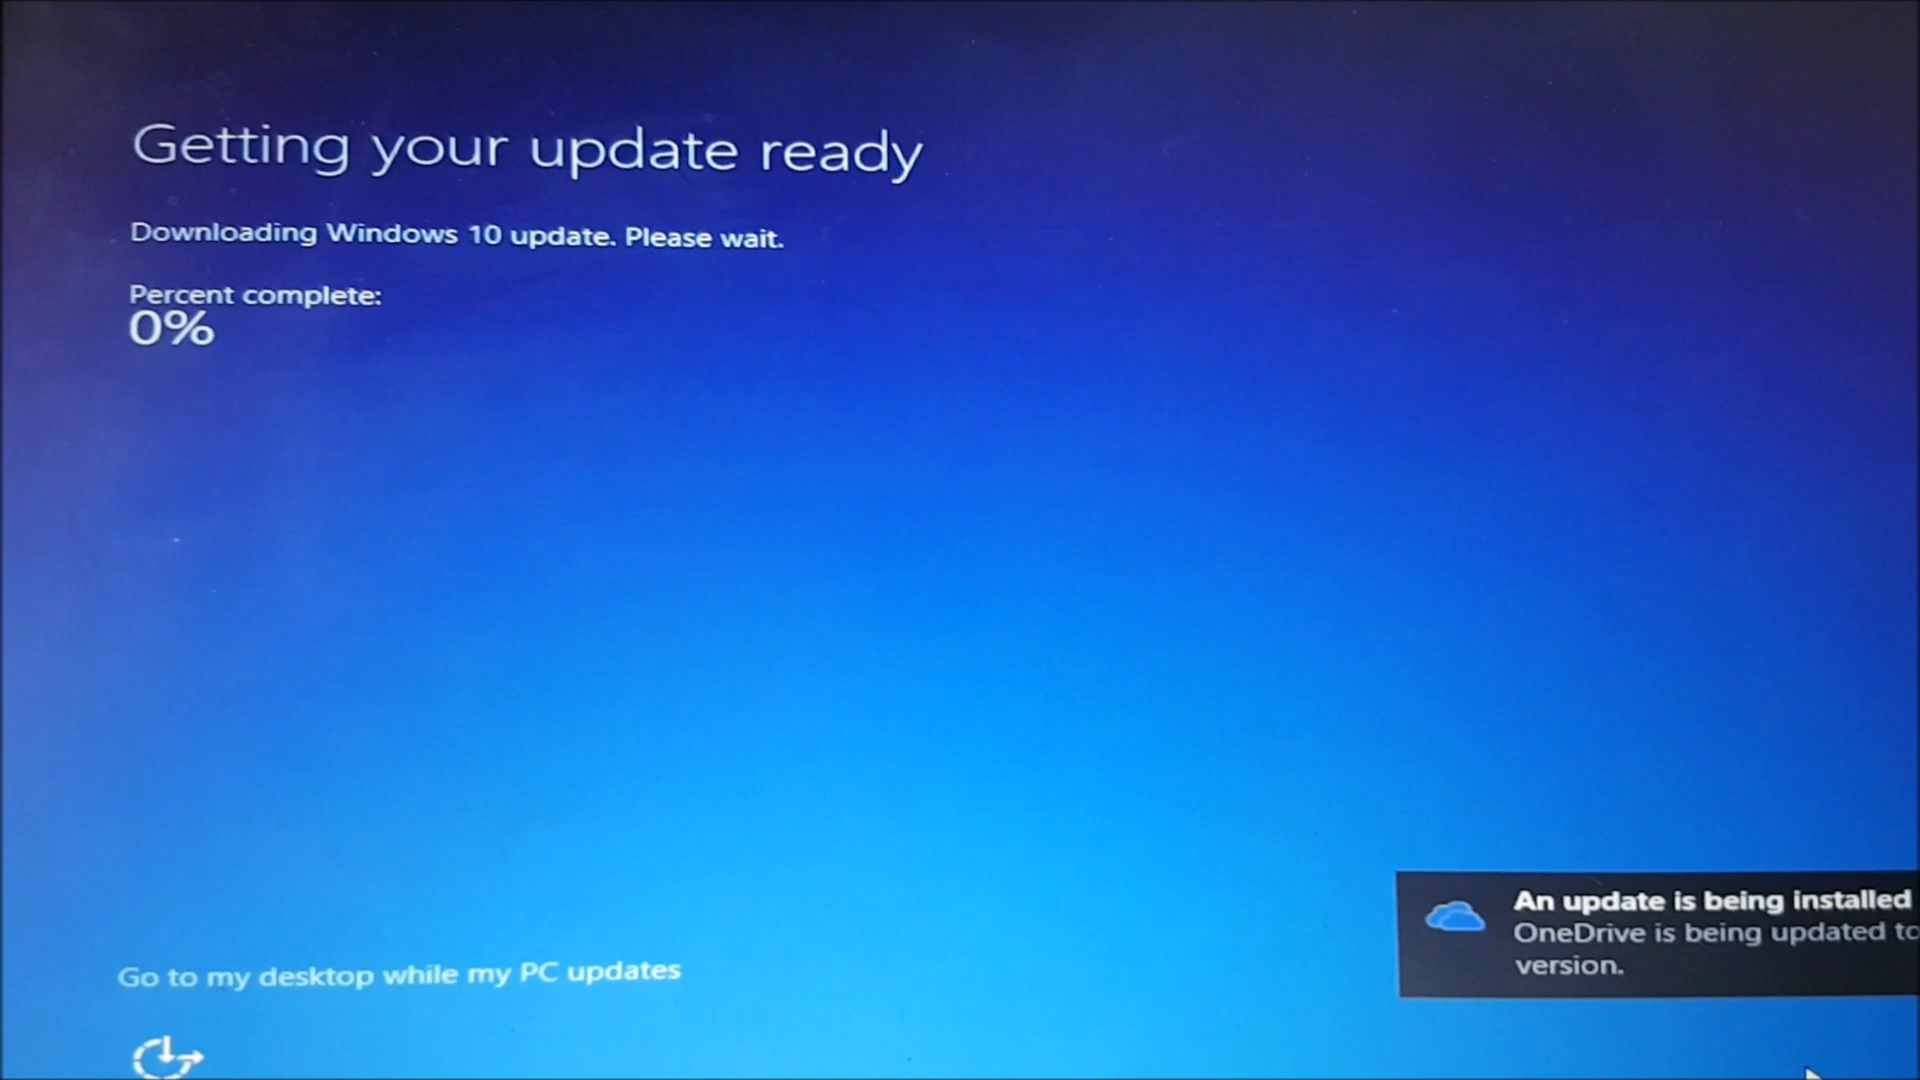 Getting your update ready
Downloading Windows 10 update. Please wait.
Percent complete:
0%
An update is being installed
OneDrive is being updated to
version.
Go to my desktop while my PC updates